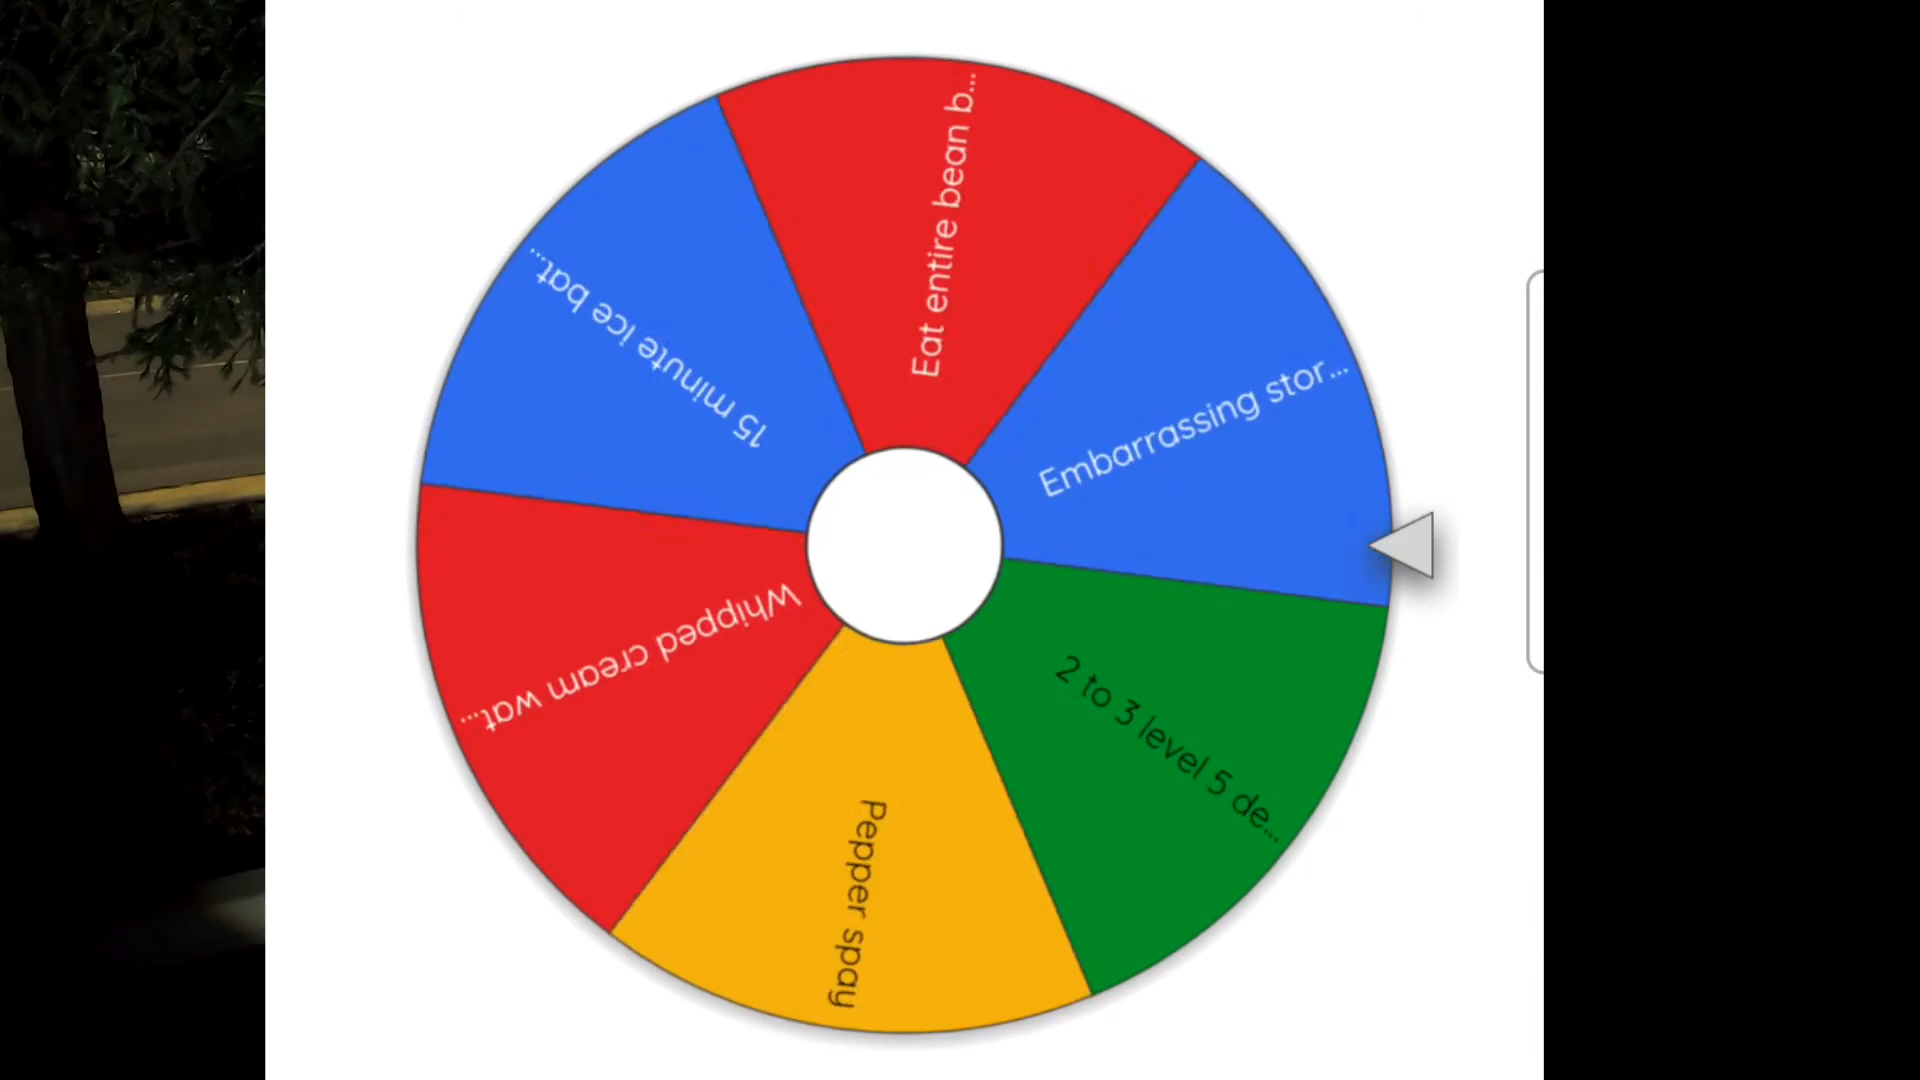 Eat entire bean b...
Embarrassing stor...
2 to 3 level 5 de...
Pepper spay
Whipped cream wat...
15 minute ice bat...